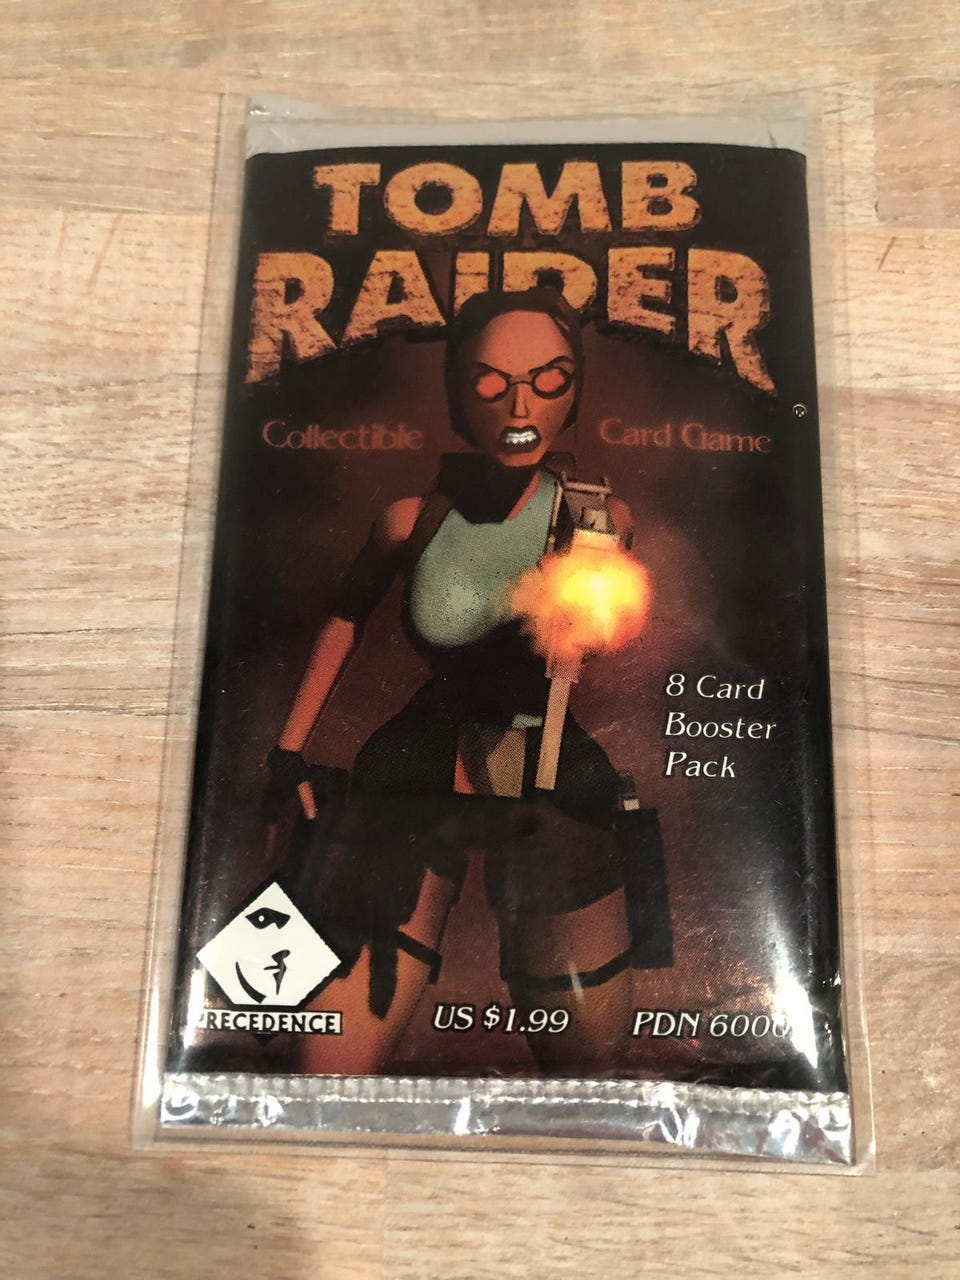 TOMB
RAIDER
Collectible Card Game
8 Card
Booster
Pack
PRECEDENCE
US $1.99
PDN 6000